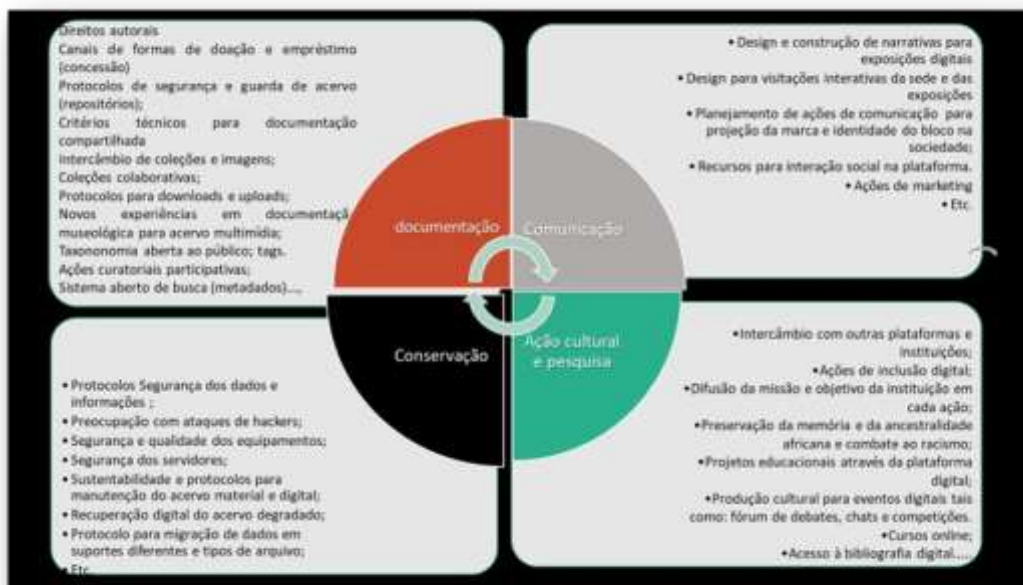 Direitos autorais
Canais de formas de doação e empréstimo
(concessão)
Protocolos de segurança e guarda de acervo
(repositórios);
Critérios técnicos para documentação
compartilhada
Intercâmbio de coleções e imagens;
Coleções colaborativas;
Protocolos para downloads e uploads;
Novos experiências em documentaçã
museológica para acervo multimídia;
Taxononomia aberta ao público; tags.
Ações curatoriais participativas;
Sistema aberto de busca (metadados)...,
• Design e construção de narrativas para
exposições digitais
• Design para visitações interativas da sede e das
exposições
• Planejamento de ações de comunicação para
projeção da marca e identidade do bloco na
sociedade;
• Recursos para interação social na plataforma.
• Ações de marketing
• Etc.
documentação
Comunicação
Conservação
Ação cultural
e pesquisa
• Protocolos Segurança dos dados e
informações ;
• Preocupação com ataques de hackers;
• Segurança e qualidade dos equipamentos;
• Segurança dos servidores;
• Sustentabilidade e protocolos para
manutenção do acervo material e digital;
• Recuperação digital do acervo degradado;
• Protocolo para migração de dados em
suportes diferentes e tipos de arquivo;
• Etc
•Intercâmbio com outras plataformas e
instituições;
•Ações de inclusão digital;
•Difusão da missão e objetivo da instituição em
cada ação;
•Preservação da memória e da ancestralidade
africana e combate ao racismo;
•Projetos educacionais através da plataforma
digital;
•Produção cultural para eventos digitais tais
como: fórum de debates, chats e competições.
•Cursos online;
•Acesso à bibliografia digital.....